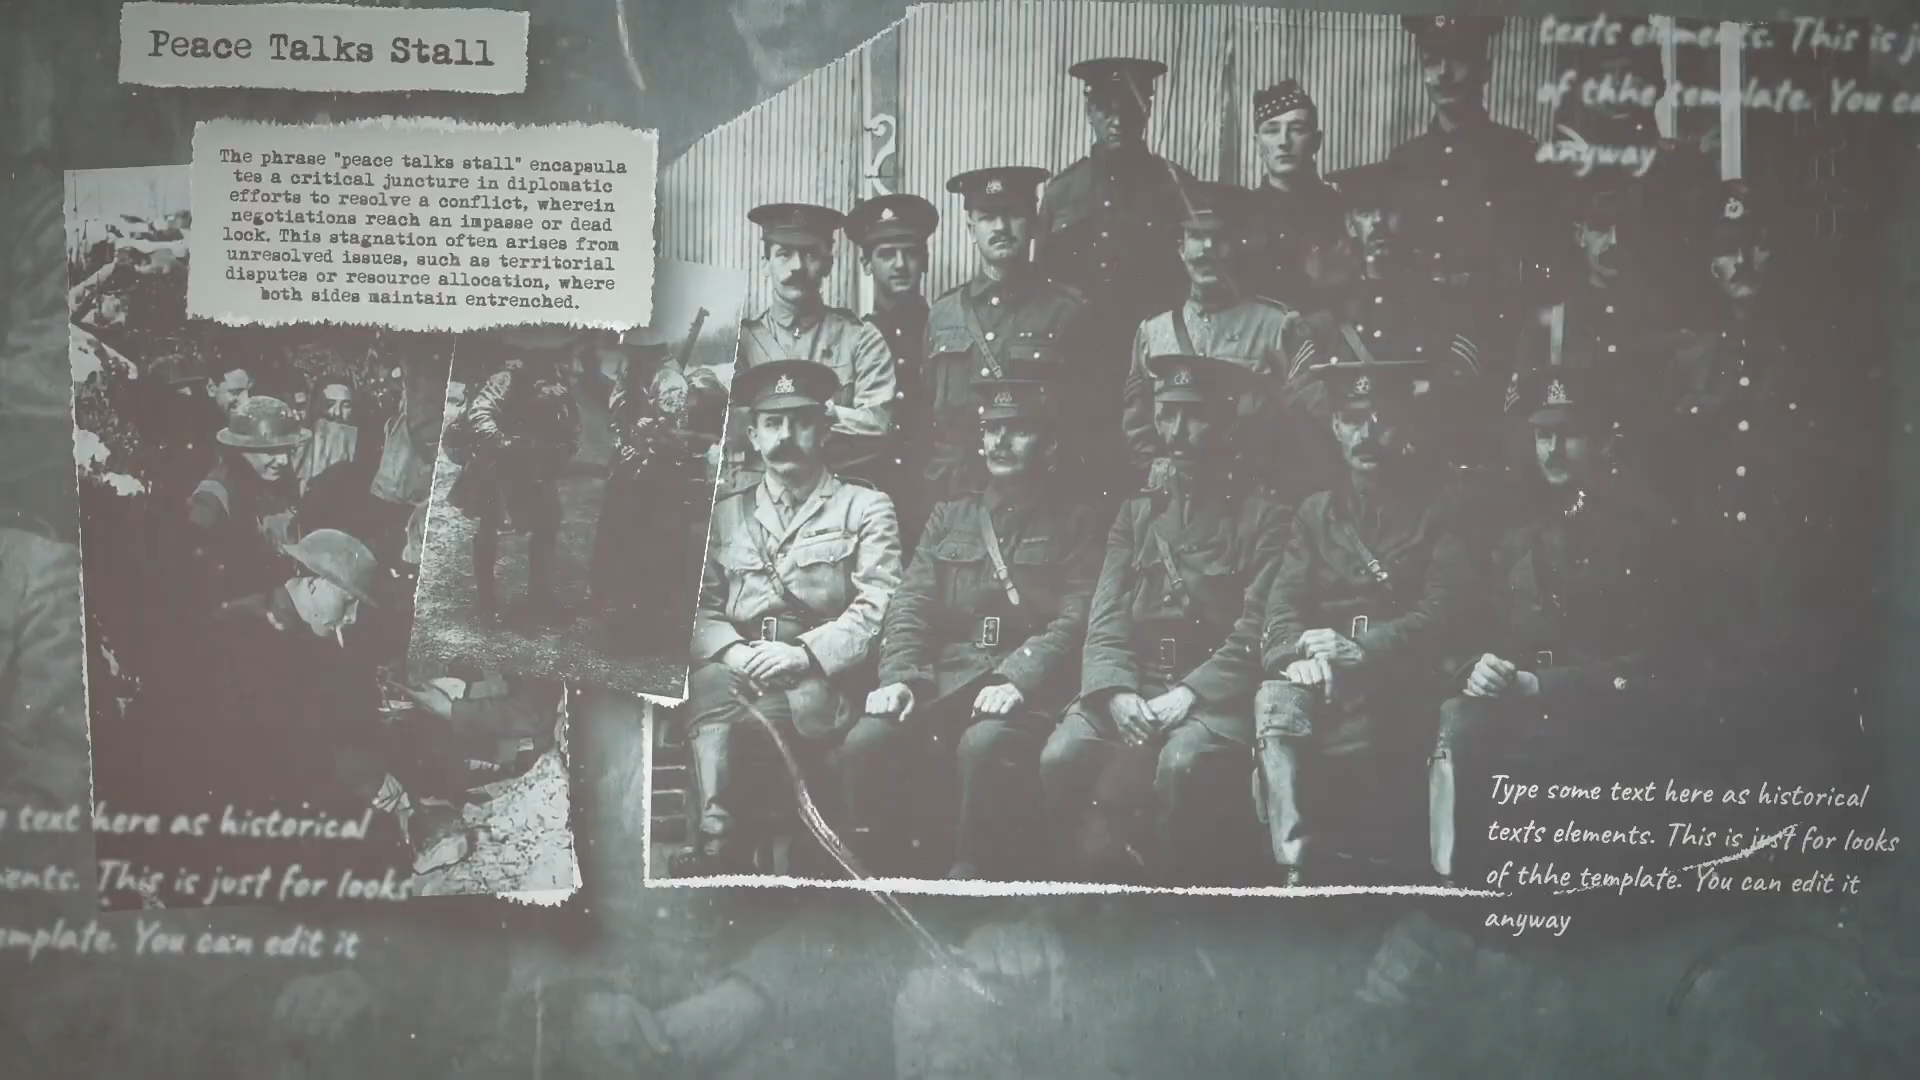 Peace Talks Stall
The phrase "peace talks stall" encapsula
tes a critical juncture in diplomatic
efforts to resolve a conflict, wherein
negotiations reach an impasse or dead
lock. This stagnation often arises from
unresolved issues, such as territorial
disputes or resource allocation, where
both sides maintain entrenched.
texts elements. This is
of thhe template. You
anyway
text here as historical
This is just for looks
You can edit it
Type some text here as historical
texts elements. This is just for looks
of thhe template. You can edit it
anyway